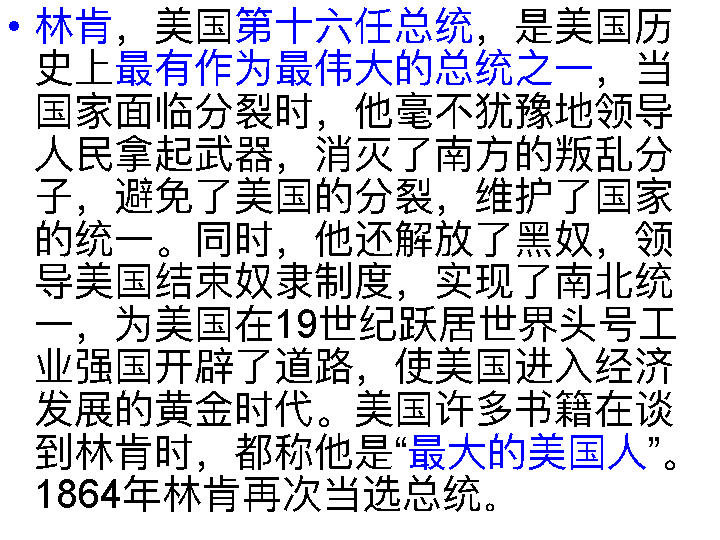 • 林肯，美国第十六任总统，是美国历
史上最有作为最伟大的总统之一，当
国家面临分裂时，他毫不犹豫地领导
人民拿起武器，消灭了南方的叛乱分
子，避免了美国的分裂，维护了国家
的统一。同时，他还解放了黑奴，领
导美国结束奴隶制度，实现了南北统
一，为美国在19世纪跃居世界头号工
业强国开辟了道路，使美国进入经济
发展的黄金时代。美国许多书籍在谈
到林肯时，都称他是“最大的美国人”。
1864年林肯再次当选总统。